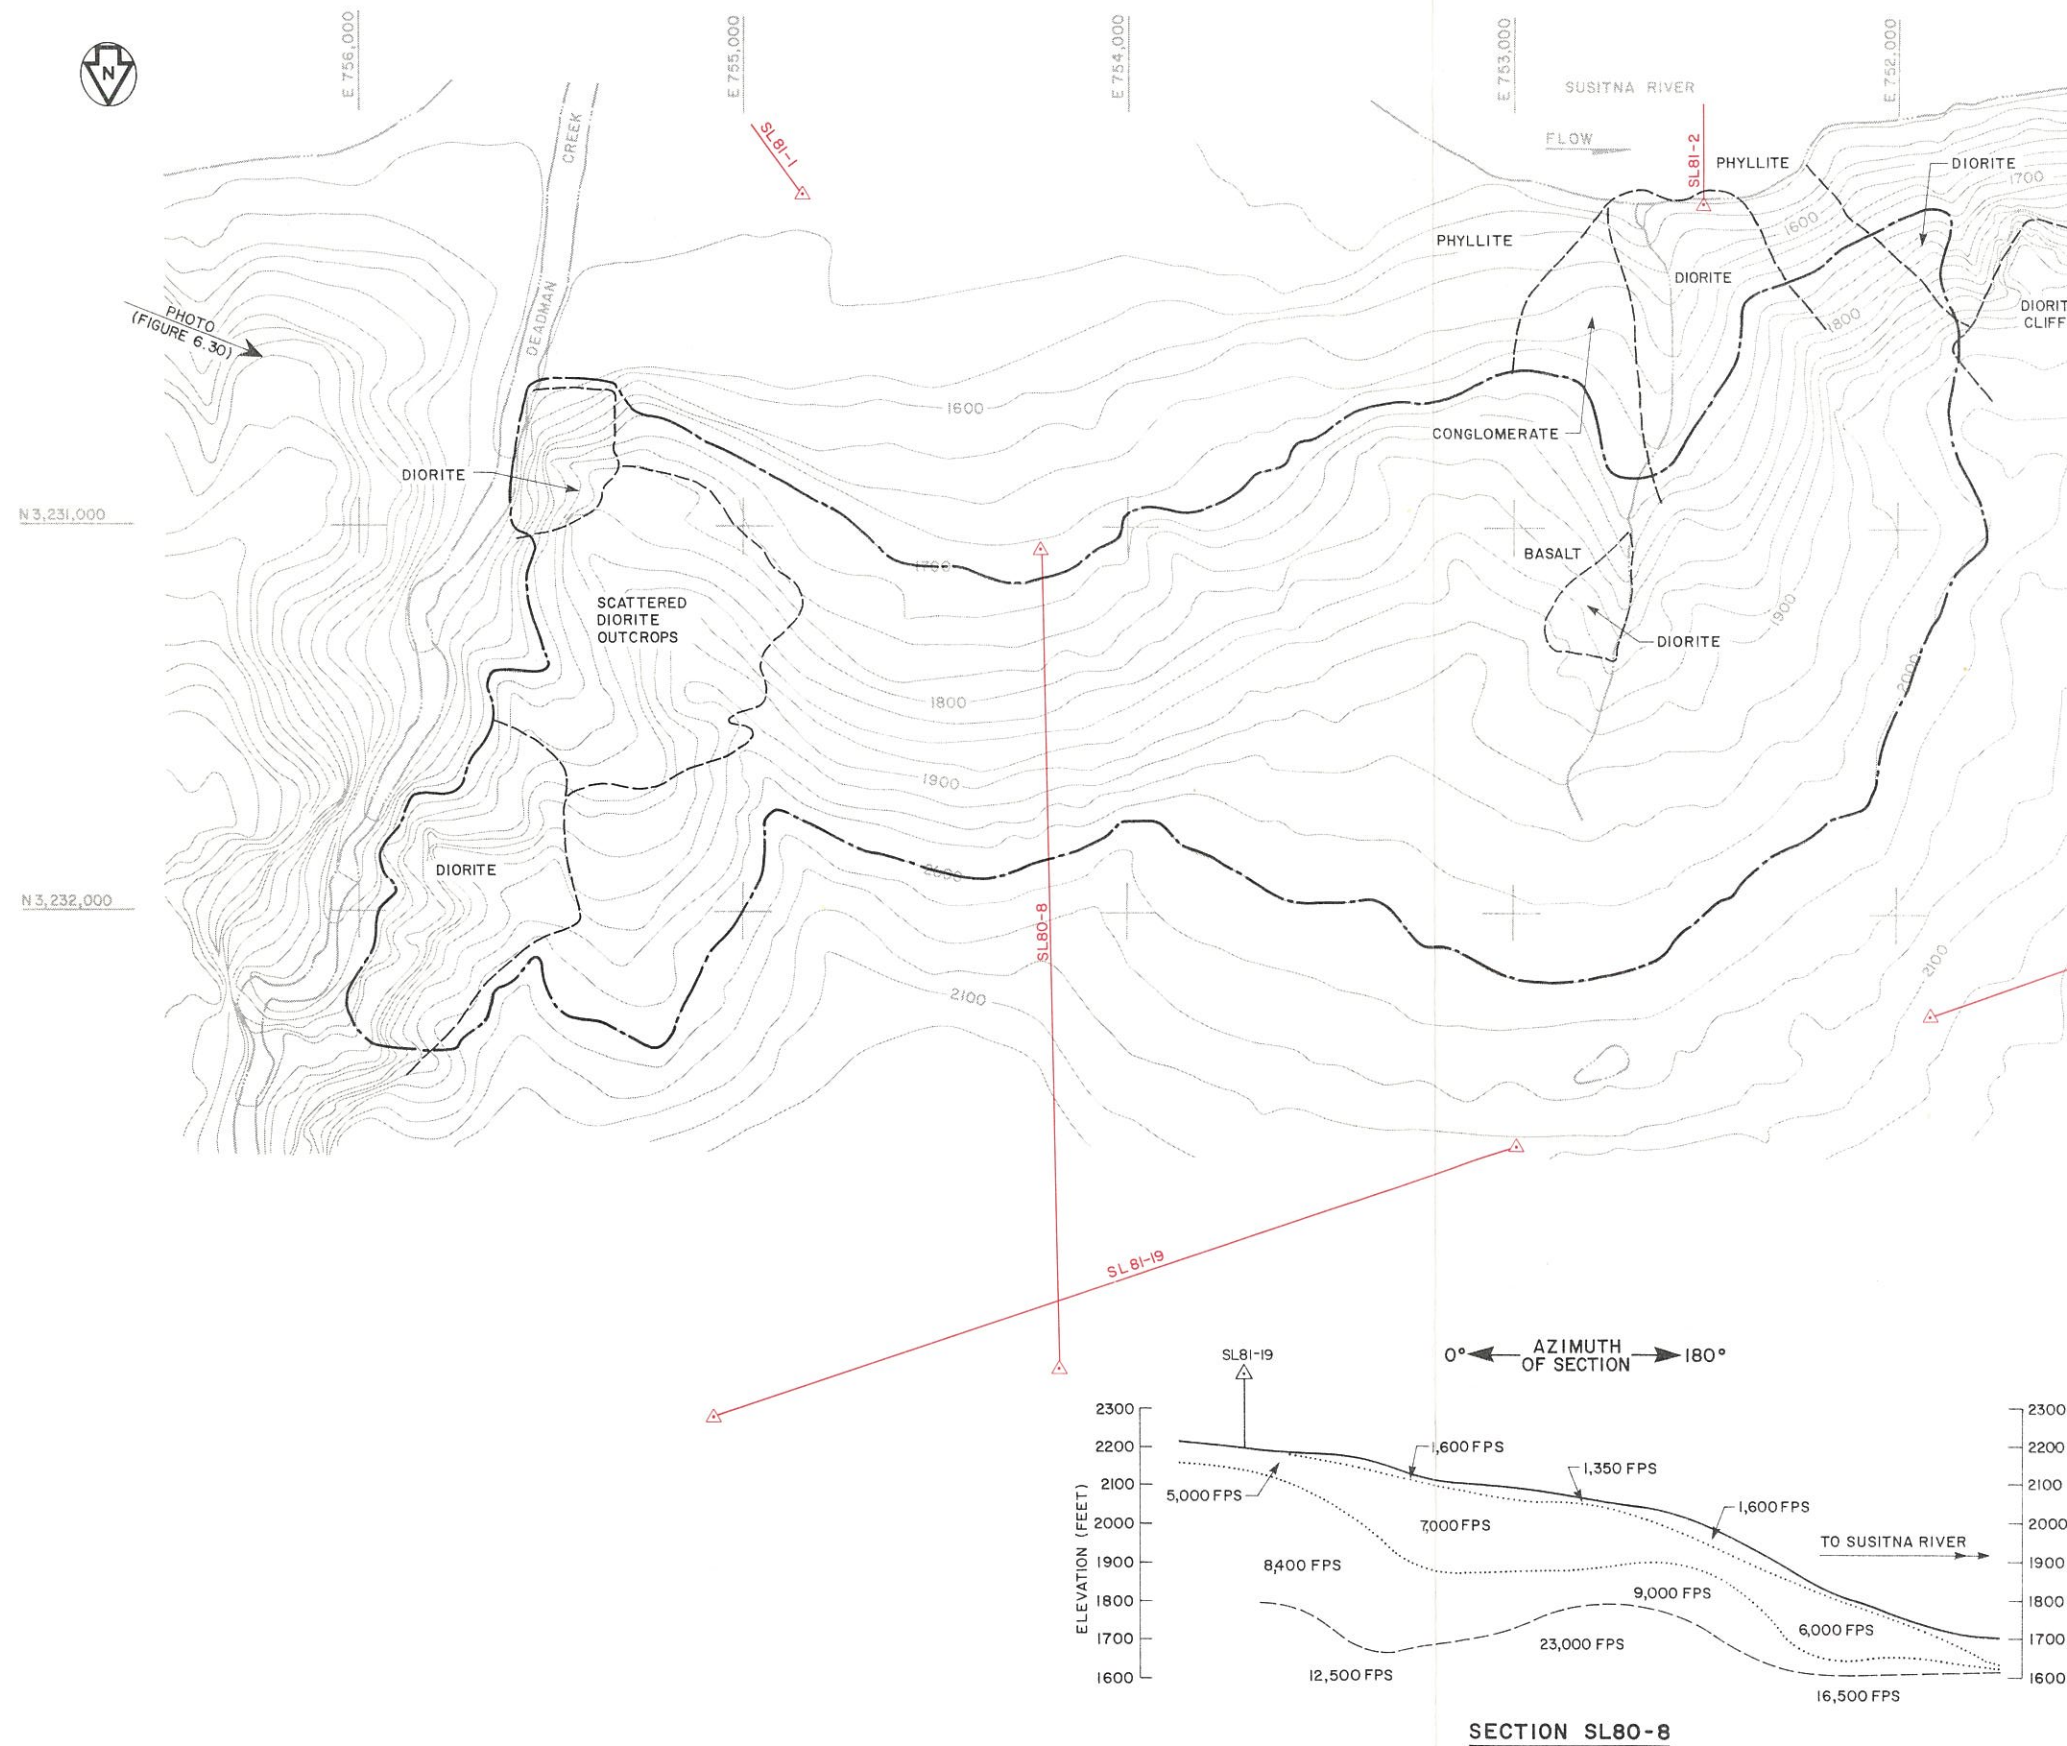 E 756,000
E 755,000
E 754,000
E 753,000
E 752,000
N
SUSITNA RIVER
FLOW
CREEK
DEADMAN
SL81-1
SL81-2
PHYLLITE
DIORITE
1700
1600
PHYLLITE
DIORITE
DIORIT
CLIFF
1800
PHOTO
(FIGURE 6.30)
1600
CONGLOMERATE
DIORITE
N 3,231,000
1700
BASALT
SCATTERED
DIORITE
OUTCROPS
1900
DIORITE
2000
1800
1900
DIORITE
2000
N 3,232,000
SL80-8
2100
2100
SL81-19
0° AZIMUTH 180°
OF SECTION
SL81-19
2300
2200
2100
2000
1900
1800
1700
1600
ELEVATION (FEET)
1,600 FPS
1,350 FPS
5,000 FPS
1,600 FPS
7,000 FPS
TO SUSITNA RIVER
8,400 FPS
9,000 FPS
6,000 FPS
23,000 FPS
12,500 FPS
16,500 FPS
2300
2200
2100
2000
1900
1800
1700
1600
SECTION SL80-8